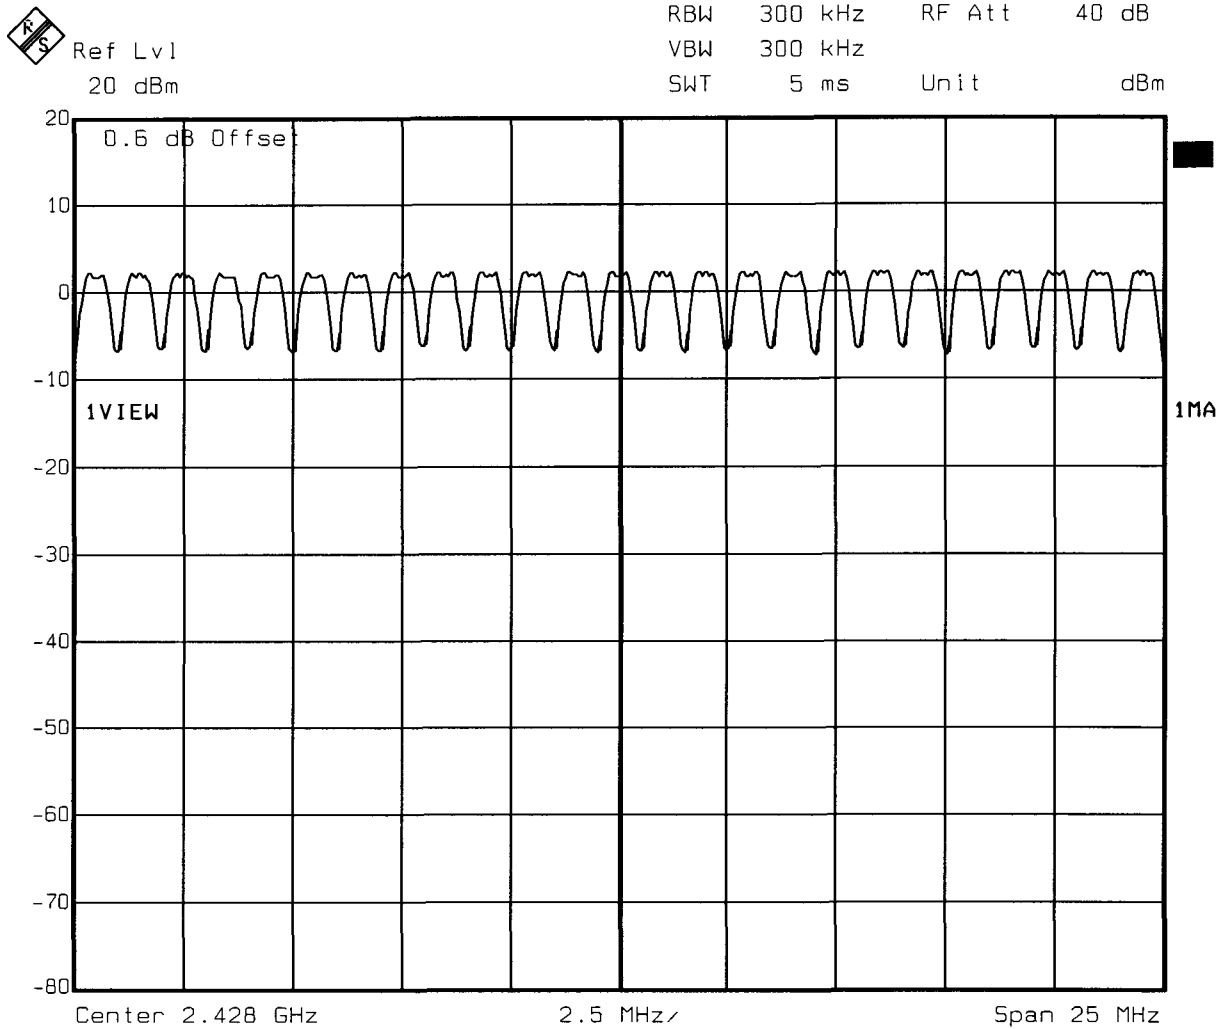 RBW 300 kHz RF Att 40 dB
R S Ref Lvl VBW 300 kHz
20 dBm SWT 5 ms Unit dBm
20
0.6 dB Offset
10
0
-10
1VIEW 1MA
-20
-30
-40
-50
-60
-70
-80
Center 2.428 GHz 2.5 MHz/ Span 25 MHz